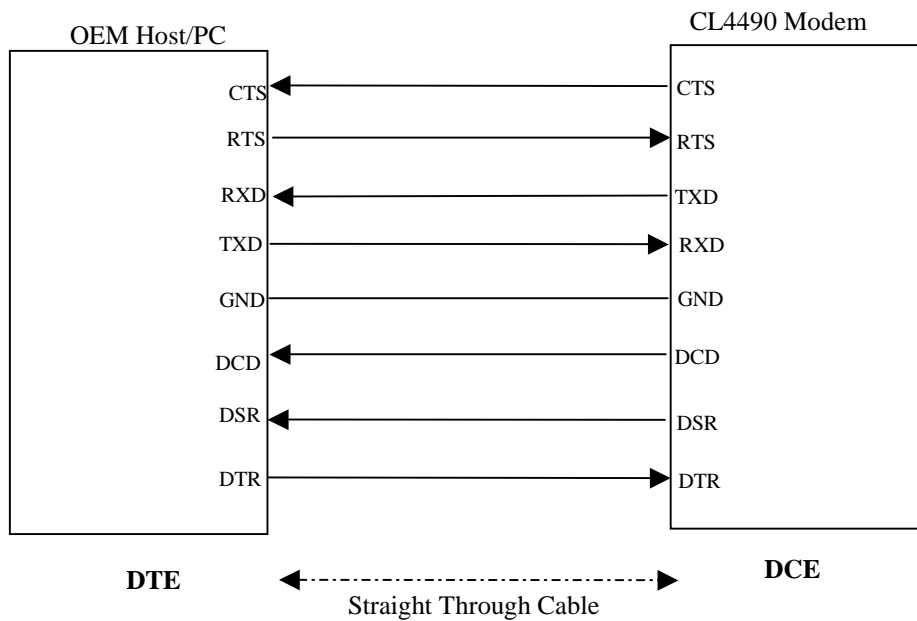 OEM Host/PC
CL4490 Modem
CTS CTS
RTS RTS
RXD TXD
TXD RXD
GND GND
DCD DCD
DSR DSR
DTR DTR
DTE DCE
Straight Through Cable